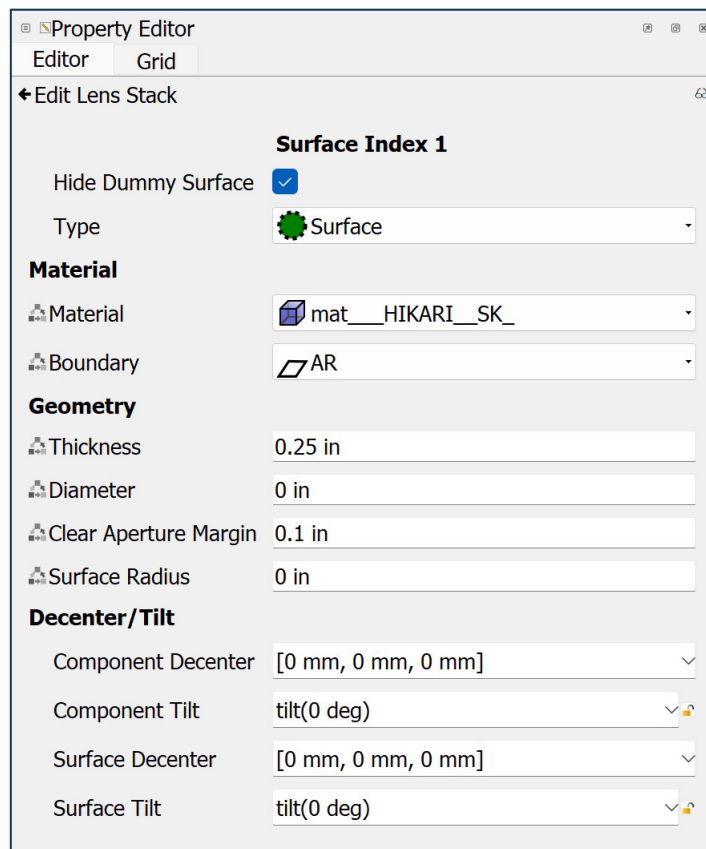 Property Editor
Editor Grid
Edit Lens Stack
Surface Index 1
Hide Dummy Surface
Type Surface
Material
Material mat___HIKARI__SK_
Boundary AR
Geometry
Thickness 0.25 in
Diameter 0 in
Clear Aperture Margin 0.1 in
Surface Radius 0 in
Decenter/Tilt
Component Decenter [0 mm, 0 mm, 0 mm]
Component Tilt tilt(0 deg)
Surface Decenter [0 mm, 0 mm, 0 mm]
Surface Tilt tilt(0 deg)